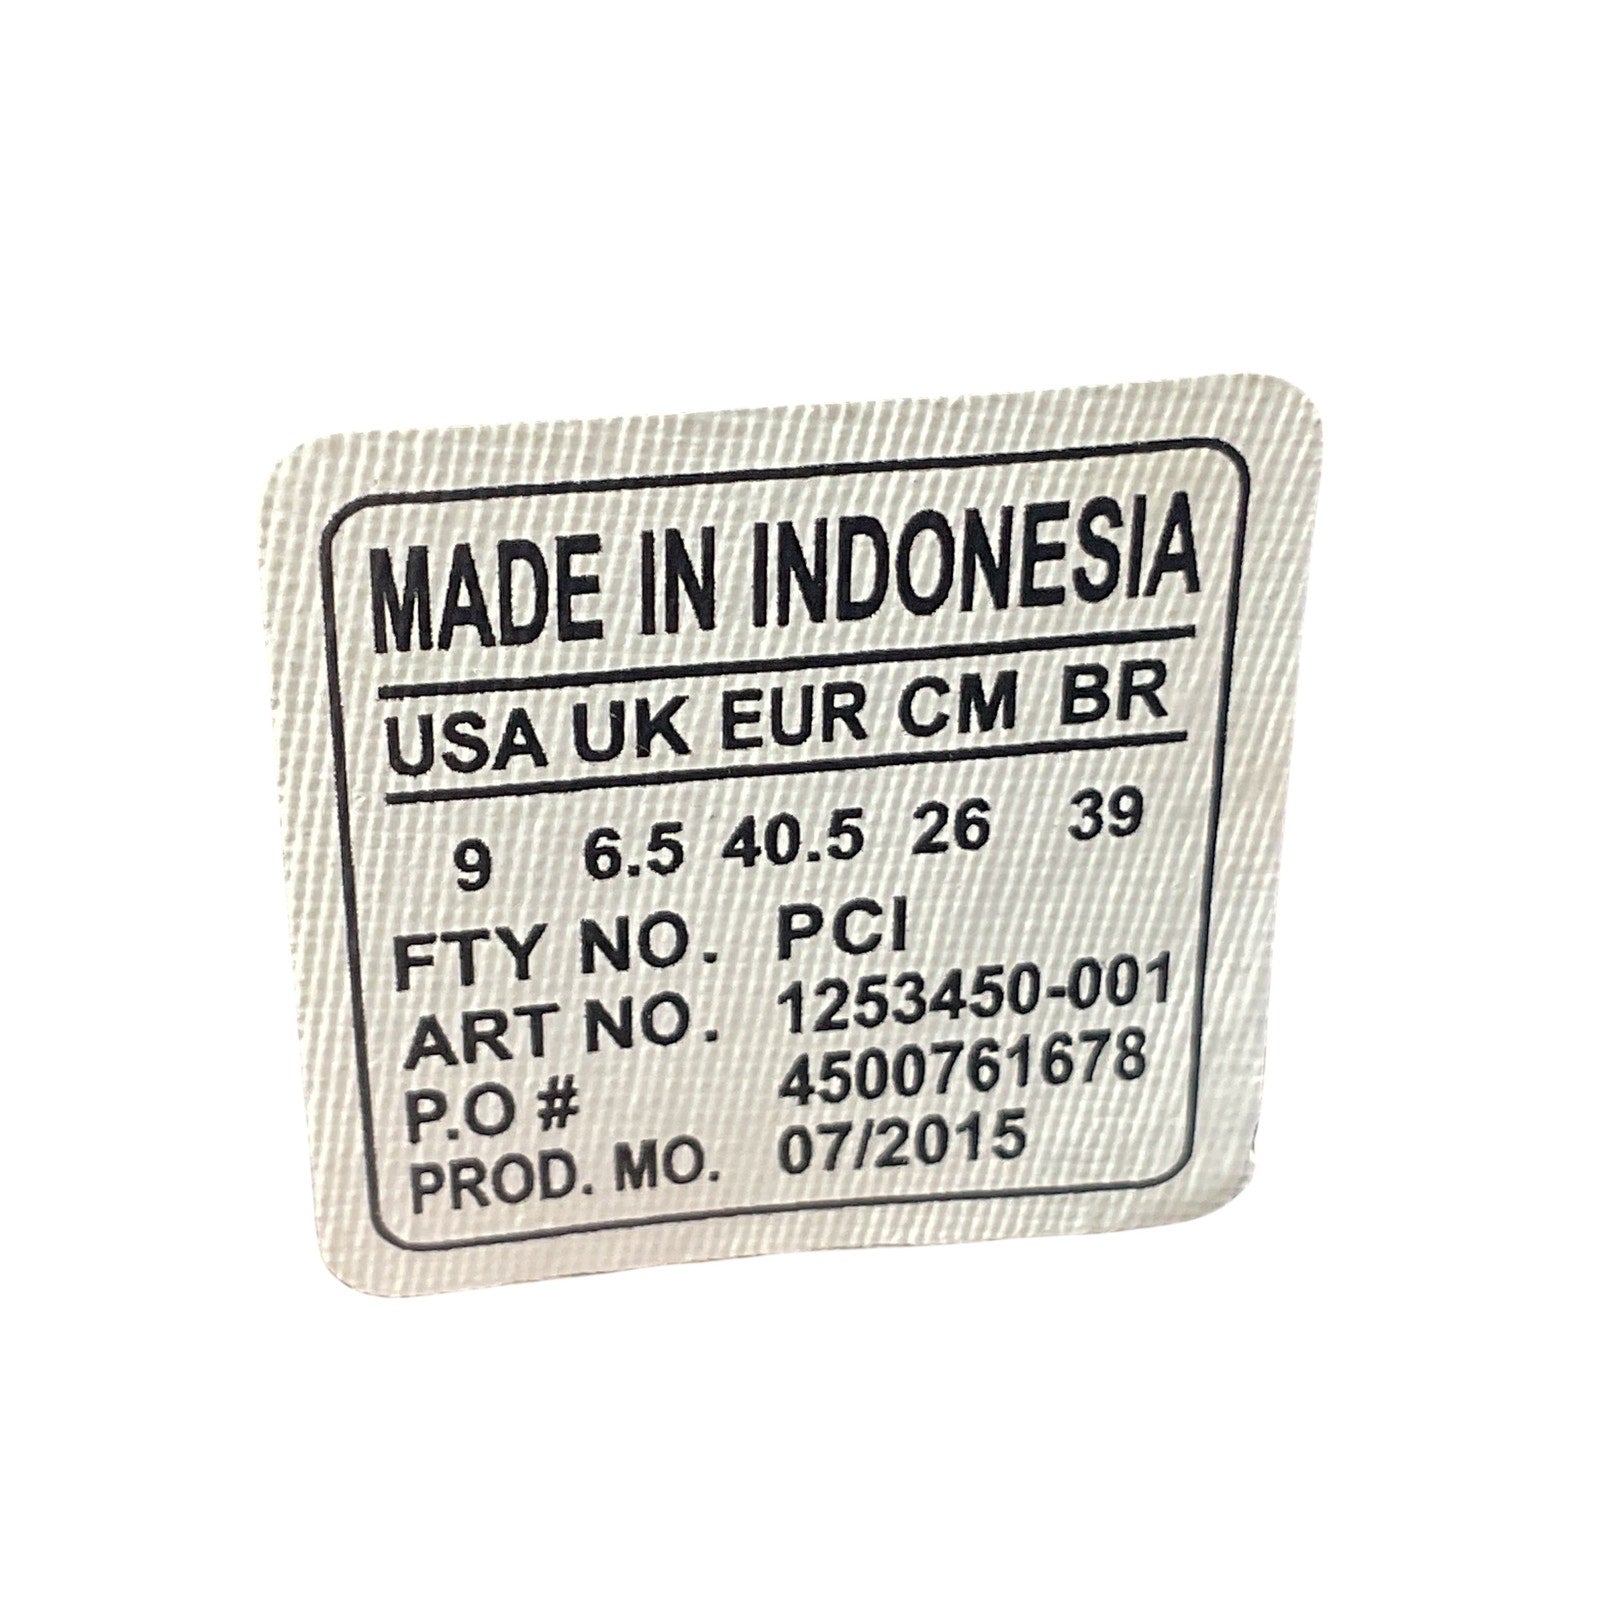 MADE IN INDONESIA
USA UK EUR CM BR
9 6.5 40.5 26 39
FTY NO. PCI
ART NO. 1253450-001
P.O # 4500761678
PROD. MO. 07/2015